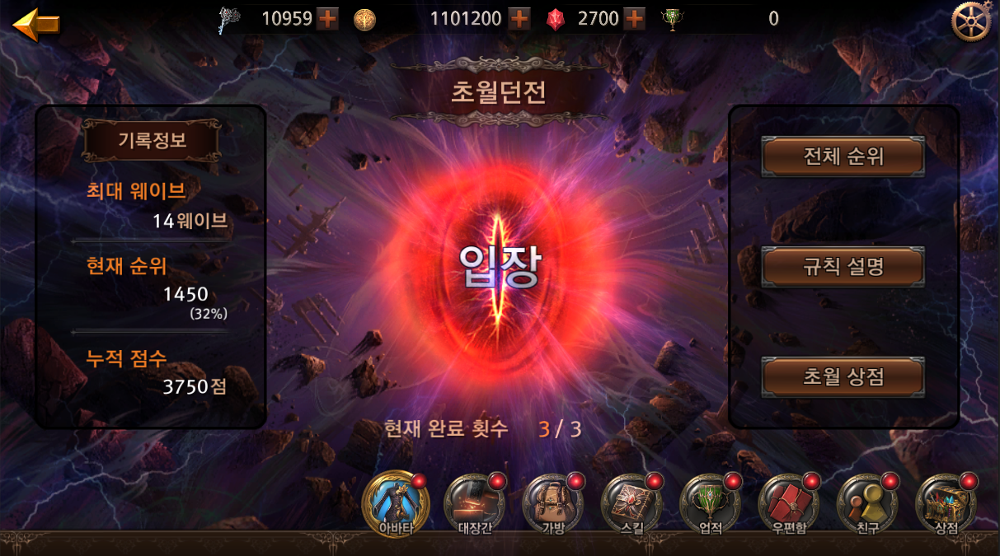 10959 1101200 2700 0
초월던전
기록정보
최대 웨이브
14웨이브
현재 순위
1450
(32%)
누적 점수
3750점
입장
현재 완료 횟수 3 / 3
전체 순위
규칙 설명
초월 상점
아바타 대장간 가방 스킬 업적 우편함 친구 상점